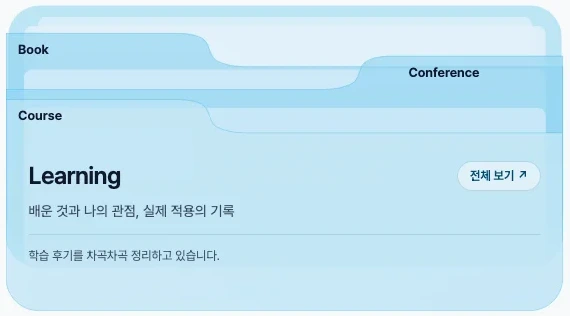 Book
Conference
Course
Learning
전체 보기 ↗
배운 것과 나의 관점, 실제 적용의 기록
학습 후기를 차곡차곡 정리하고 있습니다.